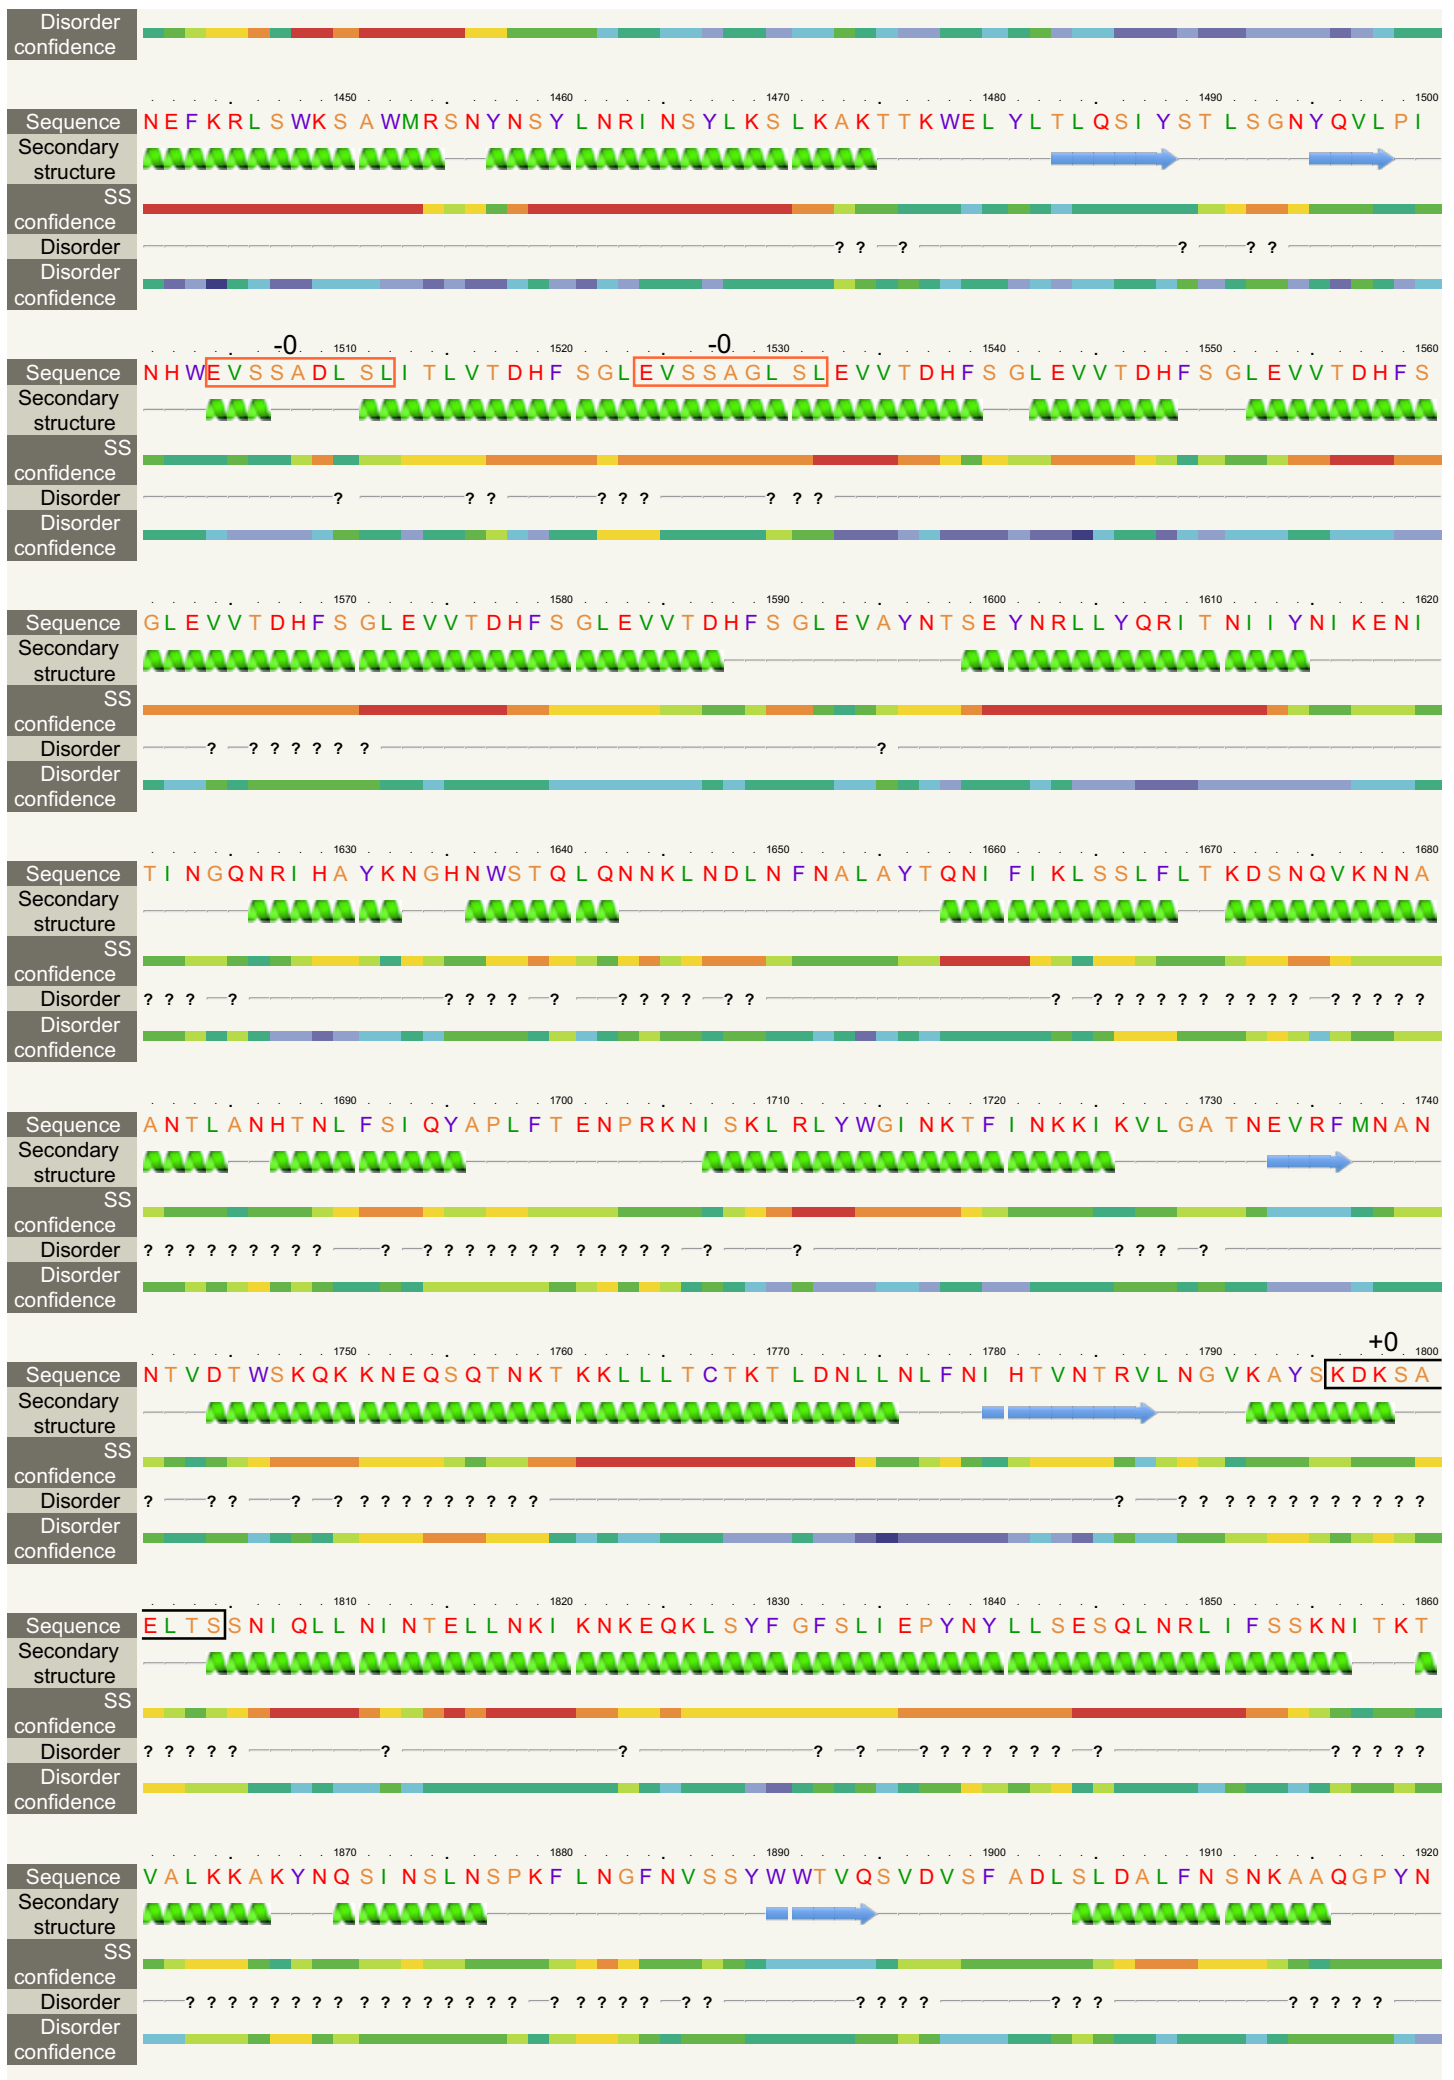 Disorder
confidence
1450 1460 1470 1480 1490 1500
Sequence NEFKRLSWKSAWMRSNYNSYLNRINSYLKSLKAKTTKWELYLTLQSIYSTLSGNYQVLPI
Secondary
structure
SS
confidence
Disorder ? ? ? ? ? ?
Disorder
confidence
-0 -0
1510 1520 1530 1540 1550 1560
Sequence NHWEVSSADLSLITLVTDHFSGLEVSSAGLSLEVVTDHFSGLEVVTDHFSGLEVVTDHFS
Secondary
structure
SS
confidence
Disorder ? ? ? ? ? ? ? ? ?
Disorder
confidence
1570 1580 1590 1600 1610 1620
Sequence GLEVVTDHFSGLEVVTDHFSGLEVVTDHFSGLEVAYNTSEYNRLLYQRITNIIYNIKENI
Secondary
structure
SS
confidence
Disorder ? ? ? ? ? ? ? ?
Disorder
confidence
1630 1640 1650 1660 1670 1680
Sequence TINGQNRIHAYKNGHNWSTQLQNNKLNDLNFNALAYTQNIFIKLSSLFLTKDSNQVKNNA
Secondary
structure
SS
confidence
Disorder ? ? ? ? ? ? ? ? ? ? ? ? ? ? ? ? ? ? ? ? ? ? ? ? ? ? ? ? ? ? ?
Disorder
confidence
1690 1700 1710 1720 1730 1740
Sequence ANTLANHTNLFSIQYAPLFTENPRKNISKLRLYWGINKTFINKKIKVLGATNEVRFMNAN
Secondary
structure
SS
confidence
Disorder ? ? ? ? ? ? ? ? ? ? ? ? ? ? ? ? ? ? ? ? ? ? ? ? ? ? ? ?
Disorder
confidence
+0
1750 1760 1770 1780 1790 1800
Sequence NTVDTWSKQKKNEQSQTNKTKKLLLTCTKTLDNLLNLFNIHTVNTRVLNGVKAYSKDKSA
Secondary
structure
SS
confidence
Disorder ? ? ? ? ? ? ? ? ? ? ? ? ? ? ? ? ? ? ? ? ? ? ? ? ? ? ?
Disorder
confidence
1810 1820 1830 1840 1850 1860
Sequence ELTSSNIQLLNINTELLNKIKNKEQKLSYFGFSLIEPYNYLLSESQLNRLIFSSKNITKT
Secondary
structure
SS
confidence
Disorder ? ? ? ? ? ? ? ? ? ? ? ? ? ? ? ? ? ? ? ? ? ? ?
Disorder
confidence
1870 1880 1890 1900 1910 1920
Sequence VALKKAKYNQSINSLNSPKFLNGFNVSSYWWTVQSVDVSFADLSLDALFNSNKAAQGPYN
Secondary
structure
SS
confidence
Disorder ? ? ? ? ? ? ? ? ? ? ? ? ? ? ? ? ? ? ? ? ? ? ? ? ? ? ? ? ? ? ? ? ? ? ? ?
Disorder
confidence